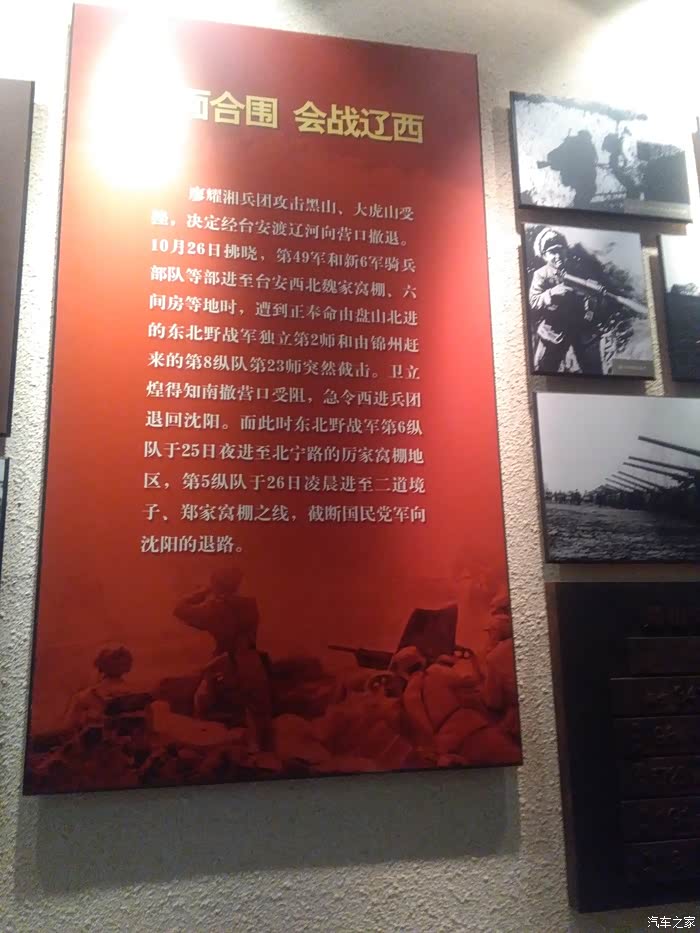 面合围 会战辽西
廖耀湘兵团攻击黑山、大虎山受
挫，决定经台安渡辽河向营口撤退。
10月26日拂晓，第49军和新6军骑兵
部队等部进至台安西北魏家窝棚、六
间房等地时，遭到正奉命由盘山北进
的东北野战军独立第2师和由锦州赶
来的第8纵队第23师突然截击。卫立
煌得知南撤营口受阻，急令西进兵团
退回沈阳。而此时东北野战军第6纵
队于25日夜进至北宁路的厉家窝棚地
区，第5纵队于26日凌晨进至二道境
子、郑家窝棚之线，截断国民党军向
沈阳的退路。
汽车之家